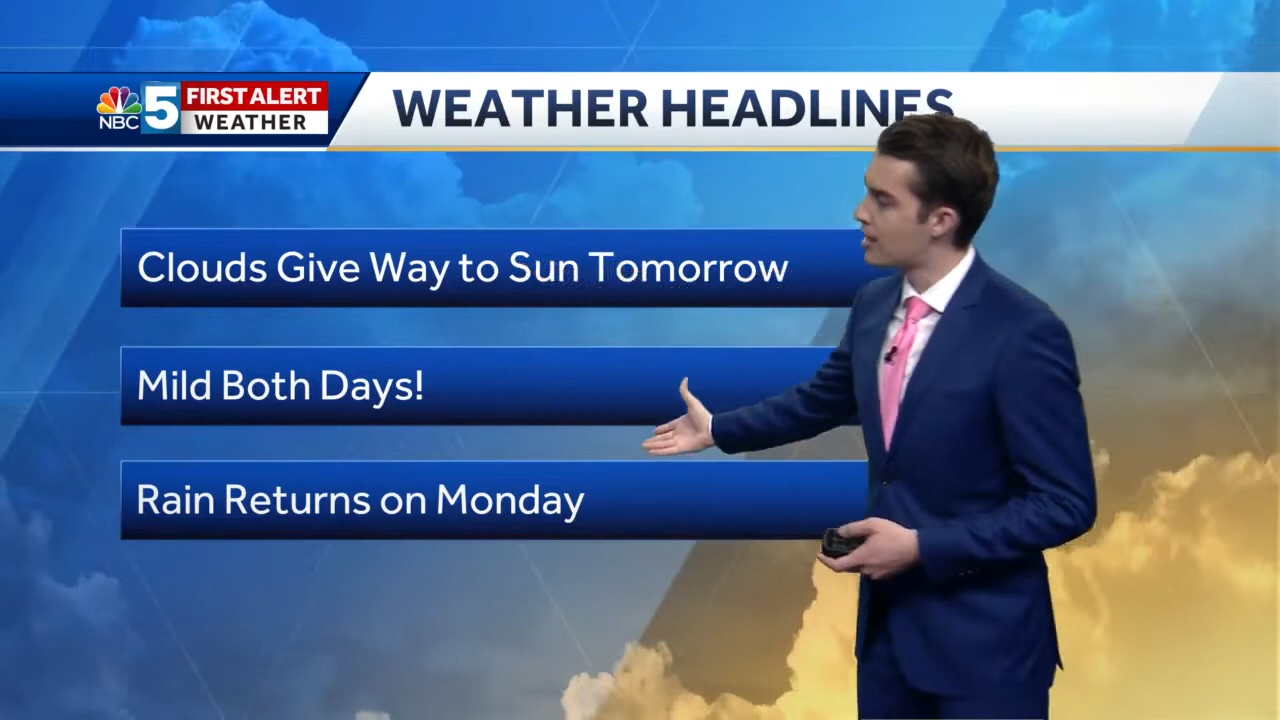 NBC 5 FIRST ALERT WEATHER
WEATHER HEADLINES
Clouds Give Way to Sun Tomorrow
Mild Both Days!
Rain Returns on Monday